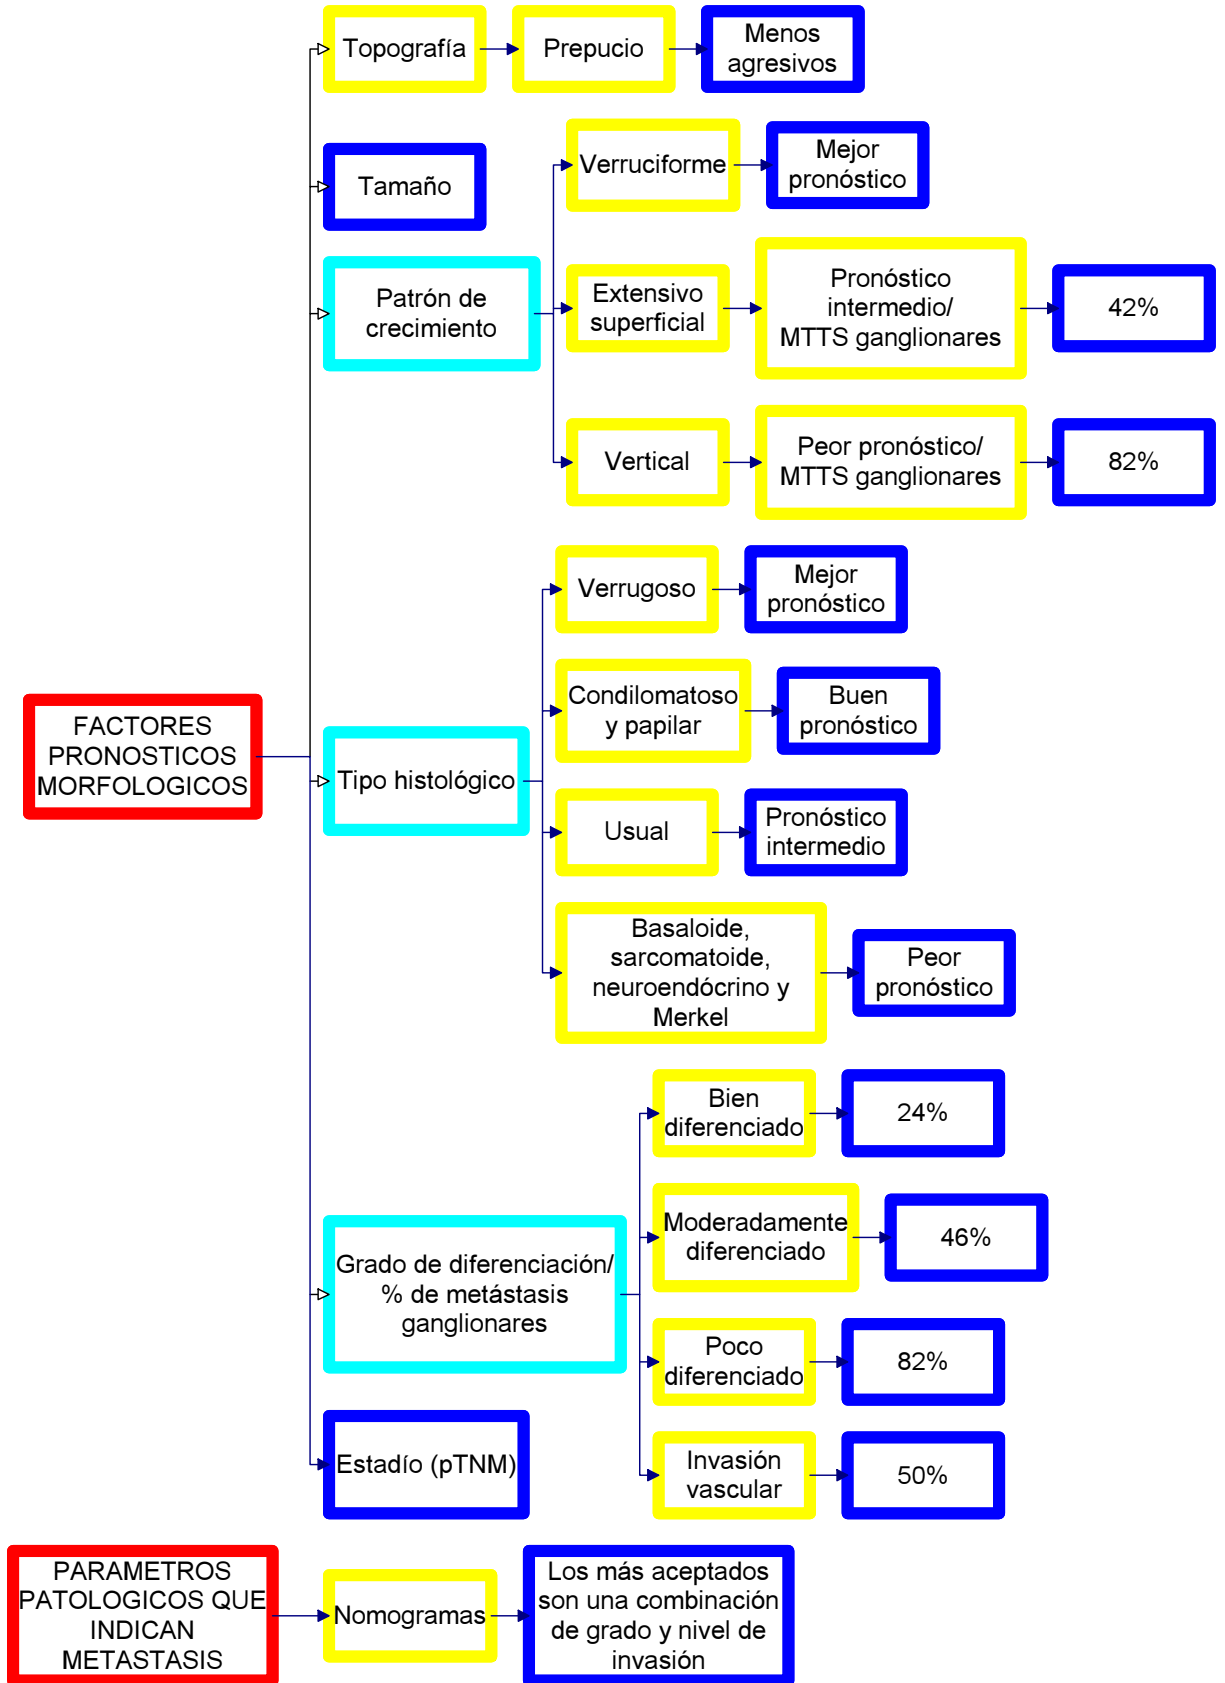 Topografía
Prepucio
Menos
agresivos
Tamaño
Patrón de
crecimiento
Verruciforme
Mejor
pronóstico
Extensivo
superficial
Pronóstico
intermedio/
MTTS ganglionares
42%
Vertical
Peor pronóstico/
MTTS ganglionares
82%
FACTORES
PRONOSTICOS
MORFOLOGICOS
Tipo histológico
Verrugoso
Mejor
pronóstico
Condilomatoso
y papilar
Buen
pronóstico
Usual
Pronóstico
intermedio
Basaloide,
sarcomatoide,
neuroendócrino y
Merkel
Peor
pronóstico
Grado de diferenciación/
% de metástasis
ganglionares
Bien
diferenciado
24%
Moderadamente
diferenciado
46%
Poco
diferenciado
82%
Invasión
vascular
50%
Estadío (pTNM)
PARAMETROS
PATOLOGICOS QUE
INDICAN
METASTASIS
Nomogramas
Los más aceptados
son una combinación
de grado y nivel de
invasión